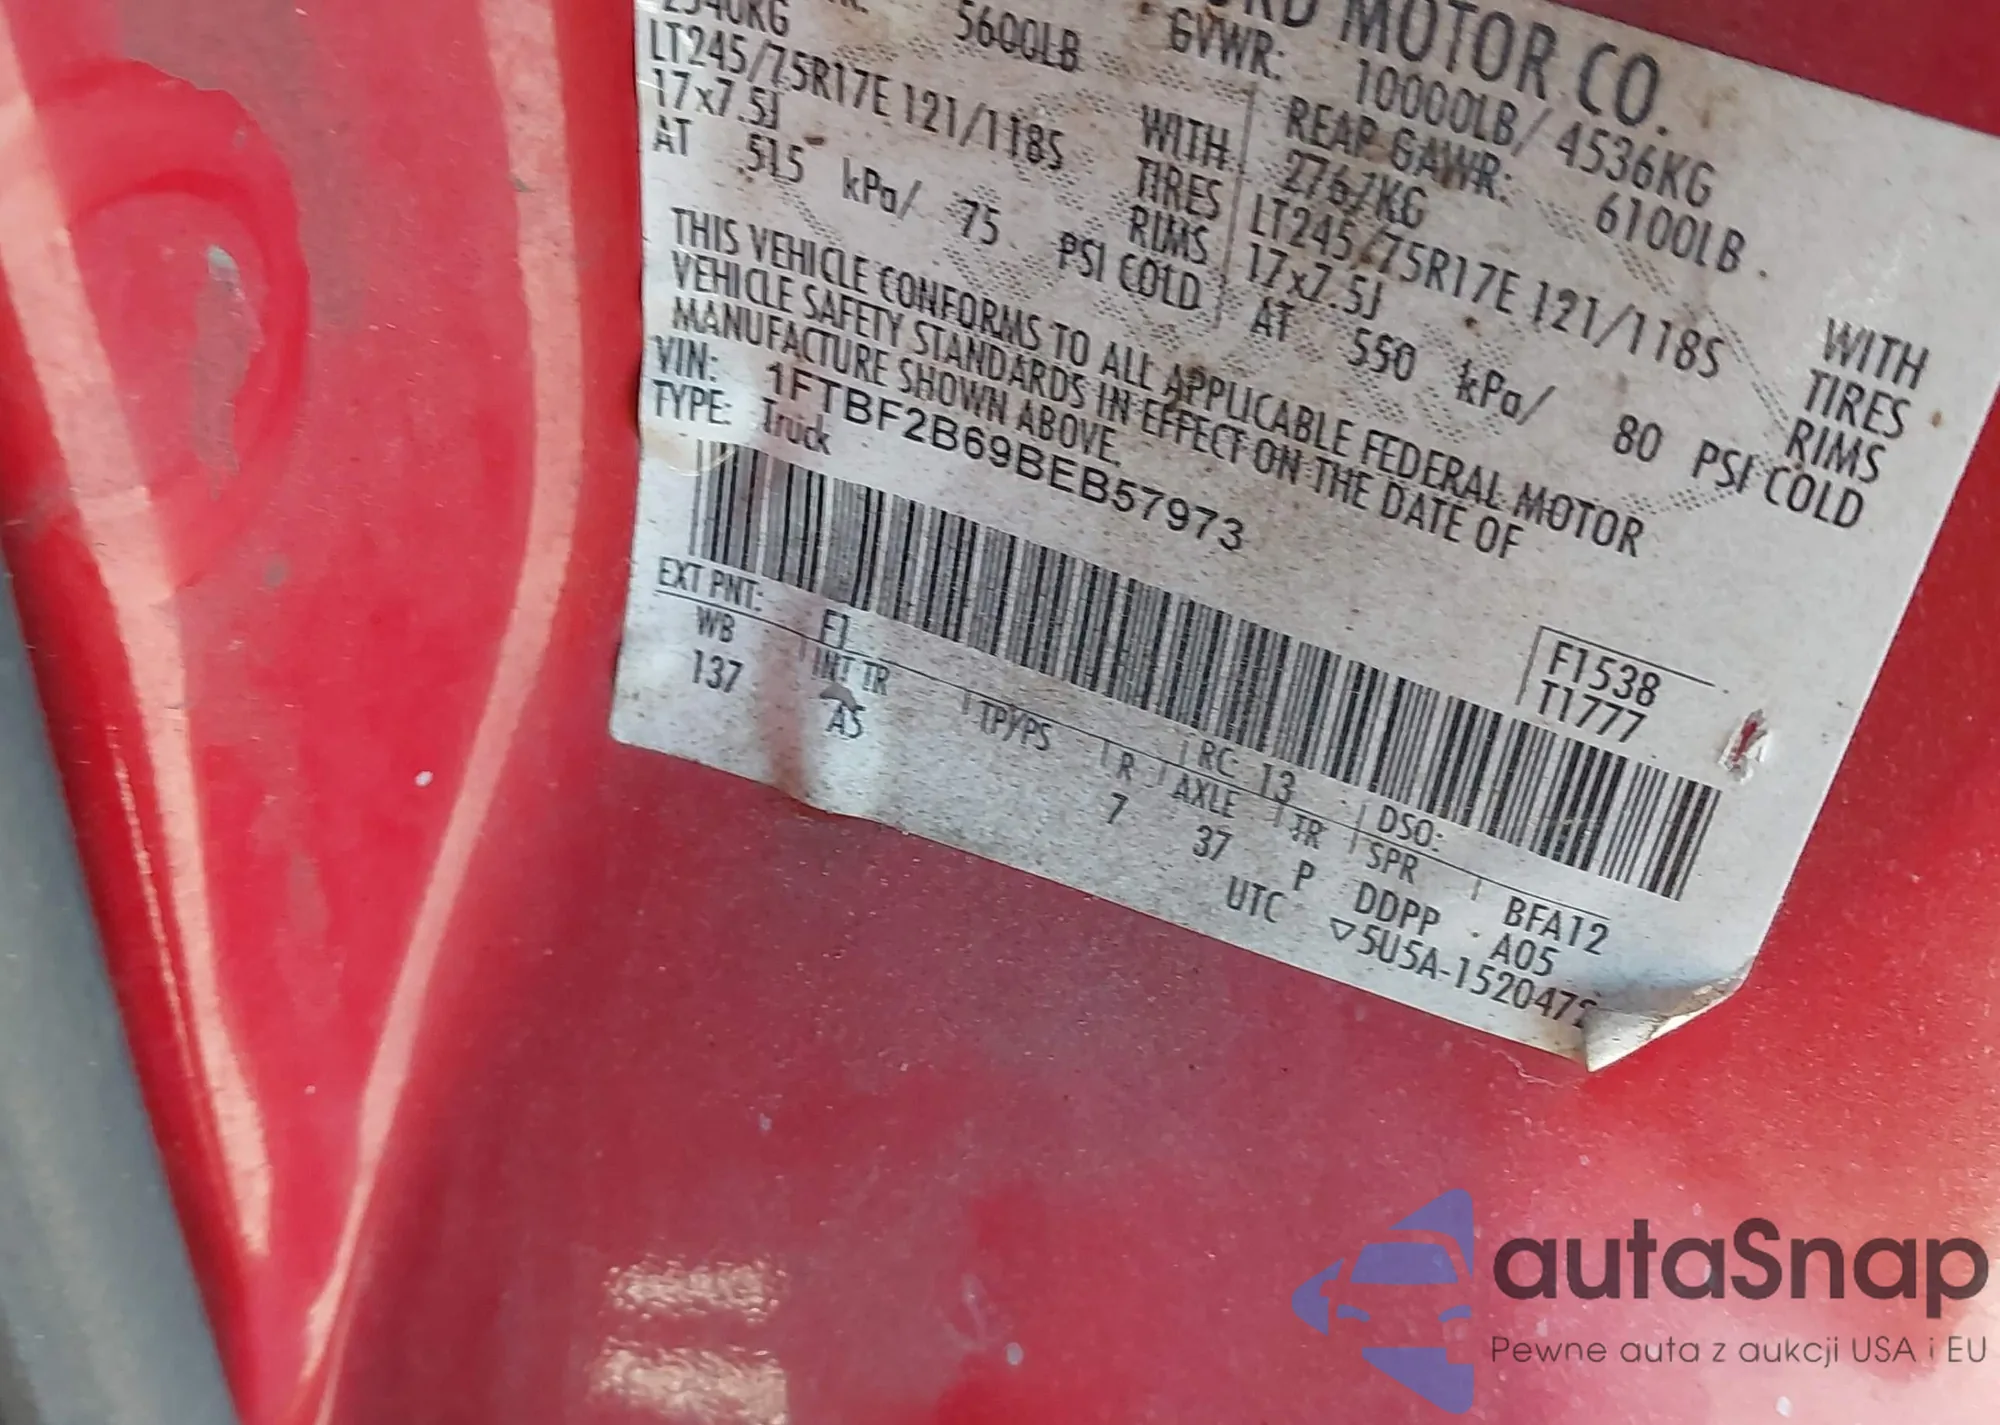 MOTOR CO.
5600LB GVWR: 10000LB/ 4536KG
WITH REAR GAWR: 6100LB
LT245/75R17E 121/118S TIRES WITH
17x7.5J RIMS LT245/75R17E 121/118S TIRES
AT 515 kPa/ 75 PSI COLD 17x7.5J RIMS
AT 550 kPa/ 80 PSI COLD
THIS VEHICLE CONFORMS TO ALL APPLICABLE FEDERAL MOTOR
VEHICLE SAFETY STANDARDS IN EFFECT ON THE DATE OF
MANUFACTURE SHOWN ABOVE.
VIN: 1FTBF2B69BEB57973
TYPE: Truck
F1538
T1777
EXT PNT: F1 RC: 13 DSO:
WB INT TR TP/PS R AXLE TR SPR BFA12
137 AS 7 37 P DDPP A05
UTC ▽5U5A-152047
autaSnap
Pewne auta z aukcji USA i EU